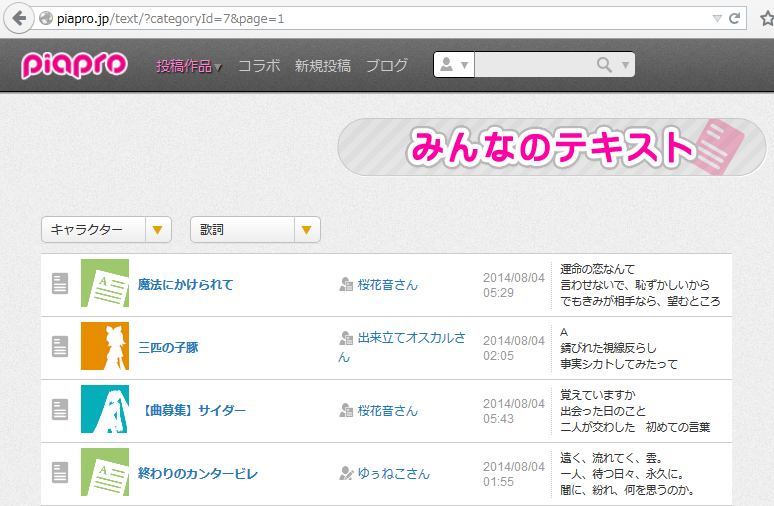 piapro.jp/text/?categoryId=7&page=1
piapro 投稿作品▼ コラボ 新規投稿 ブログ
みんなのテキスト
キャラクター ▼ 歌詞 ▼
魔法にかけられて
桜花音さん
2014/08/04
05:29
運命の恋なんて
言わせないで、恥ずかしいから
でもきみが相手なら、望むところ
三匹の子豚
出来立てオスカルさ
ん
2014/08/04
02:05
A
錆びれた視線反らし
事実シカトしてみたって
【曲募集】サイダー
桜花音さん
2014/08/04
05:43
覚えていますか
出会った日のこと
二人が交わした　初めての言葉
終わりのカンタービレ
ゆぅねこさん
2014/08/04
01:55
遠く、流れてく、雲。
一人、待つ日々、永久に。
闇に、紛れ、何を思うのか。